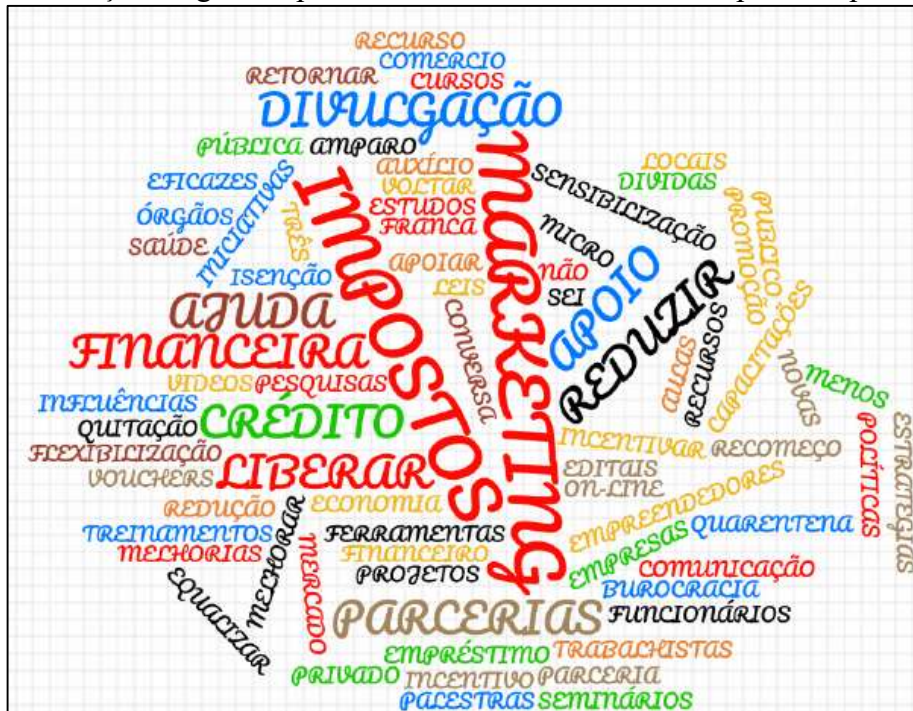 RECURSO
COMERCIO
RETORNAR
CURSOS
DIVULGAÇÃO
PÚBLICA
AMPARO
MARKETING
IMPOSTOS
AUXÍLIO
VOLTAR
ESTUDOS
FRANCA
SENSIBILIZAÇÃO
LOCAIS
DIVIDAS
EFICAZES
INICIATIVAS
ÓRGÃOS
TRÊS
SAÚDE
ISENÇÃO
MICRO
PÚBLICO
PROMOÇÃO
APOIAR
LEIS
NÃO
SEI
APOIO
REDUZIR
AJUDA
FINANCEIRA
CONVERSA
AULAS
RECURSOS
CAPACITAÇÕES
NOVAS
MENOS
VIDEOS
PESQUISAS
INFLUÊNCIAS
QUITAÇÃO
CRÉDITO
FLEXIBILIZAÇÃO
VOUCHERS
LIBERAR
INCENTIVAR
RECOMEÇO
POLÍTICAS
ESTRATEGIAS
EDITAIS
ON-LINE
REDUÇÃO
ECONOMIA
TREINAMENTOS
MELHORIAS
MELHORAR
MERCADO
FERRAMENTAS
FINANCEIRO
PROJETOS
EMPREENDEDORES
EMPRESAS
QUARENTENA
COMUNICAÇÃO
BUROCRACIA
EQUALIZAR
PARCERIAS
FUNCIONÁRIOS
EMPRÉSTIMO
TRABALHISTAS
PRIVADO
INCENTIVO
PARCERIA
PALESTRAS
SEMINÁRIOS